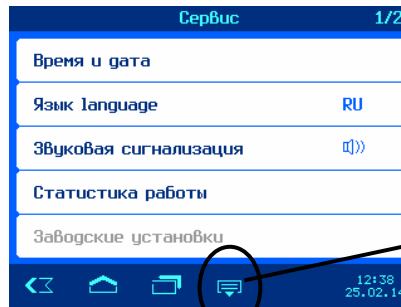 Сервис 1/2
Время и дата
Язык language RU
Звуковая сигнализация
Статистика работы
Заводские установки
12:38
25.02.14